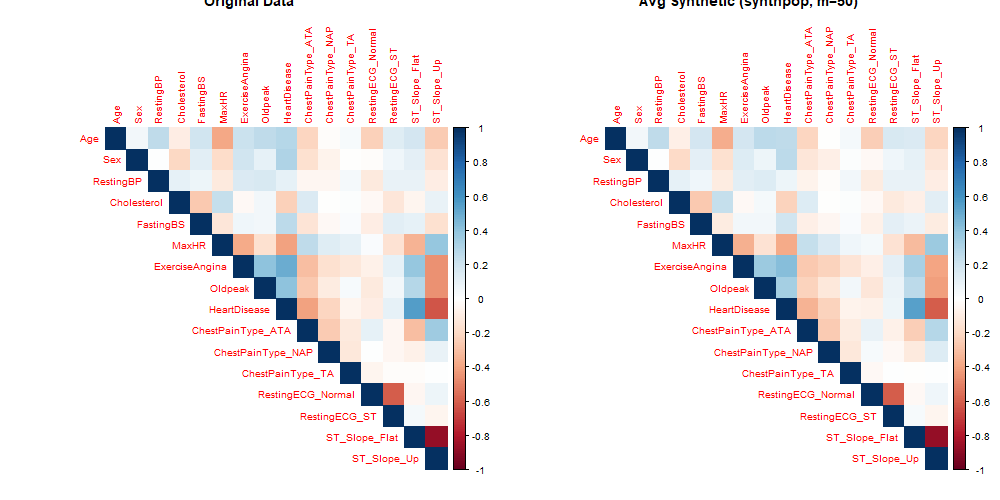 Original Data
Avg Synthetic (synthpop, m=50)
Age
Sex
RestingBP
Cholesterol
FastingBS
MaxHR
ExerciseAngina
Oldpeak
HeartDisease
ChestPainType_ATA
ChestPainType_NAP
ChestPainType_TA
RestingECG_Normal
RestingECG_ST
ST_Slope_Flat
ST_Slope_Up
Age
Sex
RestingBP
Cholesterol
FastingBS
MaxHR
ExerciseAngina
Oldpeak
HeartDisease
ChestPainType_ATA
ChestPainType_NAP
ChestPainType_TA
RestingECG_Normal
RestingECG_ST
ST_Slope_Flat
ST_Slope_Up
1
0.8
0.6
0.4
0.2
0
-0.2
-0.4
-0.6
-0.8
-1
Age
Sex
RestingBP
Cholesterol
FastingBS
MaxHR
ExerciseAngina
Oldpeak
HeartDisease
ChestPainType_ATA
ChestPainType_NAP
ChestPainType_TA
RestingECG_Normal
RestingECG_ST
ST_Slope_Flat
ST_Slope_Up
Age
Sex
RestingBP
Cholesterol
FastingBS
MaxHR
ExerciseAngina
Oldpeak
HeartDisease
ChestPainType_ATA
ChestPainType_NAP
ChestPainType_TA
RestingECG_Normal
RestingECG_ST
ST_Slope_Flat
ST_Slope_Up
1
0.8
0.6
0.4
0.2
0
-0.2
-0.4
-0.6
-0.8
-1